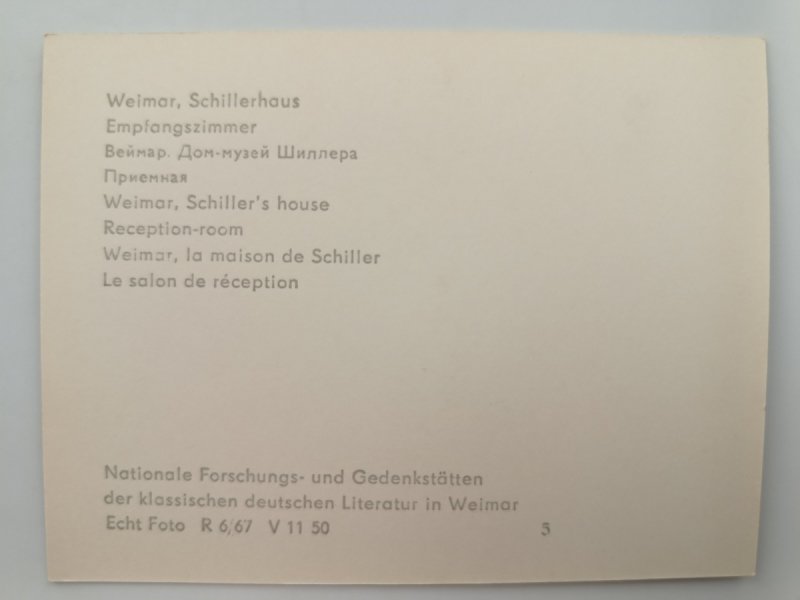 Weimar, Schillerhaus
Empfangszimmer
Веймар. Дом-музей Шиллера
Приемная
Weimar, Schiller's house
Reception-room
Weimar, la maison de Schiller
Le salon de réception
Nationale Forschungs- und Gedenkstätten
der klassischen deutschen Literatur in Weimar
Echt Foto R 6/67 V 11 50 5